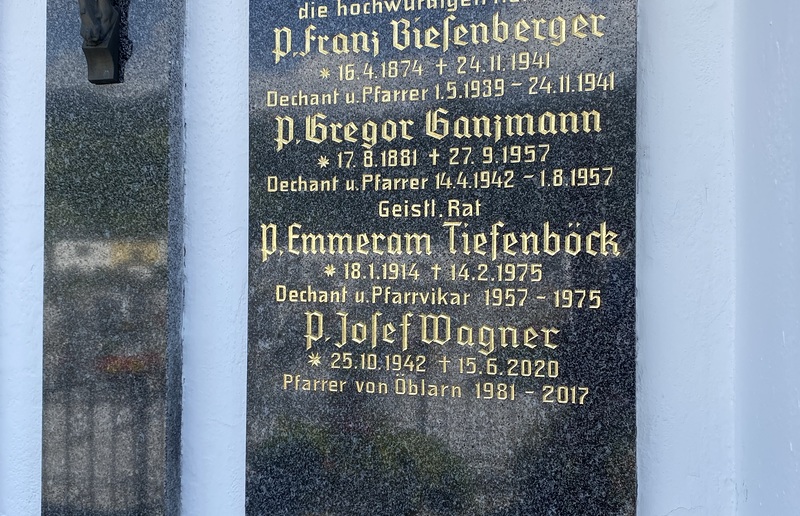 die hochwürdigen
P. Franz Biesenberger
* 16.4.1874 † 24.11.1941
Dechant u. Pfarrer 1.5.1939 - 24.11.1941
P. Gregor Ganzmann
* 17.8.1881 † 27.9.1957
Dechant u. Pfarrer 14.4.1942 - 1.8.1957
Geistl. Rat
P. Emmeram Tiefenböck
* 18.1.1914 † 14.2.1975
Dechant u. Pfarrvikar 1957 - 1975
P. Josef Wagner
* 25.10.1942 † 15.6.2020
Pfarrer von Öblarn 1981 - 2017